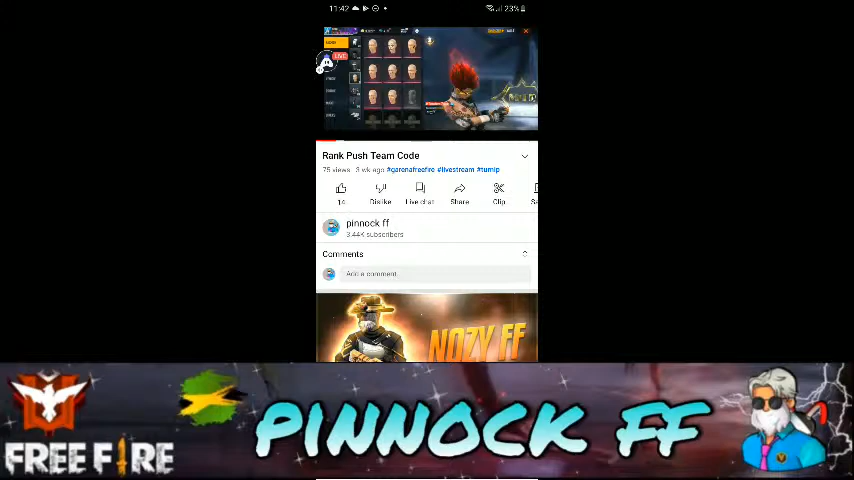 11:42
23%
LIVE
Rank Push Team Code
75 views · 3 wk ago #garenafreefire #livestream #turnip
14
Dislike
Live chat
Share
Clip
pinnock ff
3.44K subscribers
Comments
Add a comment...
NOZY FF
PINNOCK FF
FREE FIRE